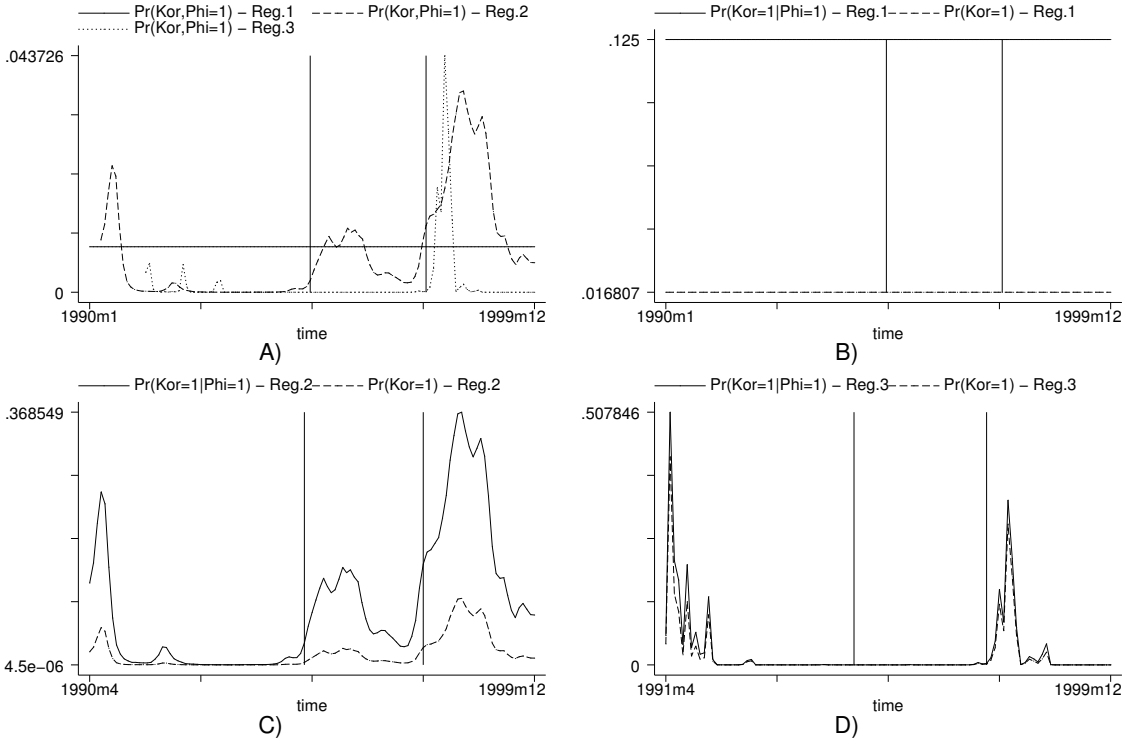 Pr(Kor,Phi=1) − Reg.1
Pr(Kor,Phi=1) − Reg.2
Pr(Kor,Phi=1) − Reg.3
.043726
0
1990m1
1999m12
time
A)
Pr(Kor=1|Phi=1) − Reg.1
Pr(Kor=1) − Reg.1
.125
.016807
1990m1
1999m12
time
B)
Pr(Kor=1|Phi=1) − Reg.2
Pr(Kor=1) − Reg.2
.368549
4.5e−06
1990m4
1999m12
time
C)
Pr(Kor=1|Phi=1) − Reg.3
Pr(Kor=1) − Reg.3
.507846
0
1991m4
1999m12
time
D)